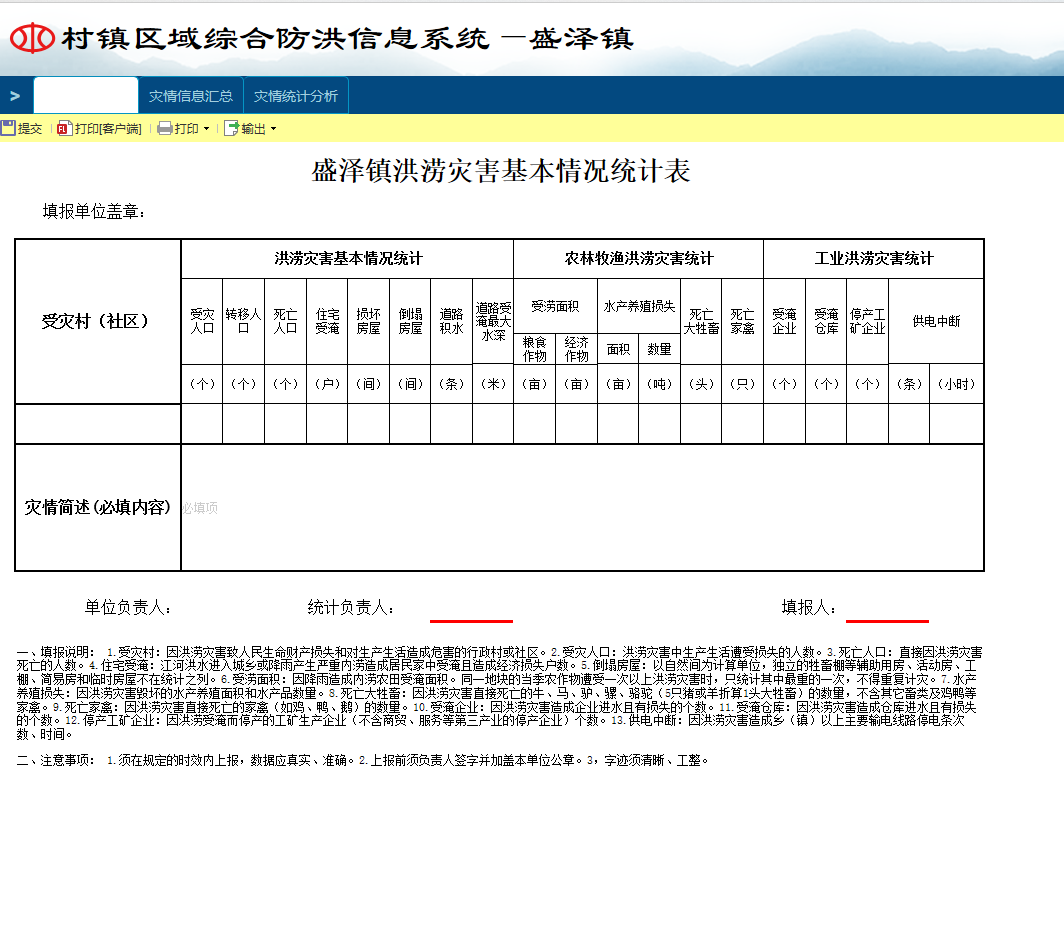 村镇区域综合防洪信息系统 —盛泽镇
> 灾情信息汇总 灾情统计分析
提交 打印[客户端] 打印 输出
盛泽镇洪涝灾害基本情况统计表
填报单位盖章:
受灾村（社区） 洪涝灾害基本情况统计 农林牧渔洪涝灾害统计 工业洪涝灾害统计
受灾人口 转移人口 死亡人口 住宅受淹 损坏房屋 倒塌房屋 道路积水 道路受淹最大水深 受涝面积 水产养殖损失 死亡大牲畜 死亡家禽 受淹企业 受淹仓库 停产工矿企业 供电中断
粮食作物 经济作物 面积 数量
（个） （个） （个） （户） （间） （间） （条） （米） （亩） （亩） （亩） （吨） （头） （只） （个） （个） （个） （条） （小时）
灾情简述(必填内容) 必填项
单位负责人: 统计负责人: 填报人:
一、填报说明: 1.受灾村: 因洪涝灾害致人民生命财产损失和对生产生活造成危害的行政村或社区。2.受灾人口: 洪涝灾害中生产生活遭受损失的人数。3.死亡人口: 直接因洪涝灾害
死亡的人数。4.住宅受淹: 江河洪水进入城乡或降雨产生严重内涝造成居民家中受淹且造成经济损失户数。5.倒塌房屋: 以自然间为计算单位, 独立的牲畜棚等辅助用房、活动房、工
棚、简易房和临时房屋不在统计之列。6.受涝面积: 因降雨造成内涝农田受淹面积。同一地块的当季农作物遭受一次以上洪涝灾害时, 只统计其中最重的一次, 不得重复计灾。7.水产
养殖损失: 因洪涝灾害毁坏的水产养殖面积和水产品数量。8.死亡大牲畜: 因洪涝灾害直接死亡的牛、马、驴、骡、骆驼（5只猪或羊折算1头大牲畜）的数量, 不含其它畜类及鸡鸭等
家禽。9.死亡家禽: 因洪涝灾害直接死亡的家禽（如鸡、鸭、鹅）的数量。10.受淹企业: 因洪涝灾害造成企业进水且有损失的个数。11.受淹仓库: 因洪涝灾害造成仓库进水且有损失
的个数。12.停产工矿企业: 因洪涝受淹而停产的工矿生产企业（不含商贸、服务等第三产业的停产企业）个数。13.供电中断: 因洪涝灾害造成乡（镇）以上主要输电线路停电条次
数、时间。
二、注意事项: 1.须在规定的时效内上报, 数据应真实、准确。2.上报前须负责人签字并加盖本单位公章。3, 字迹须清晰、工整。